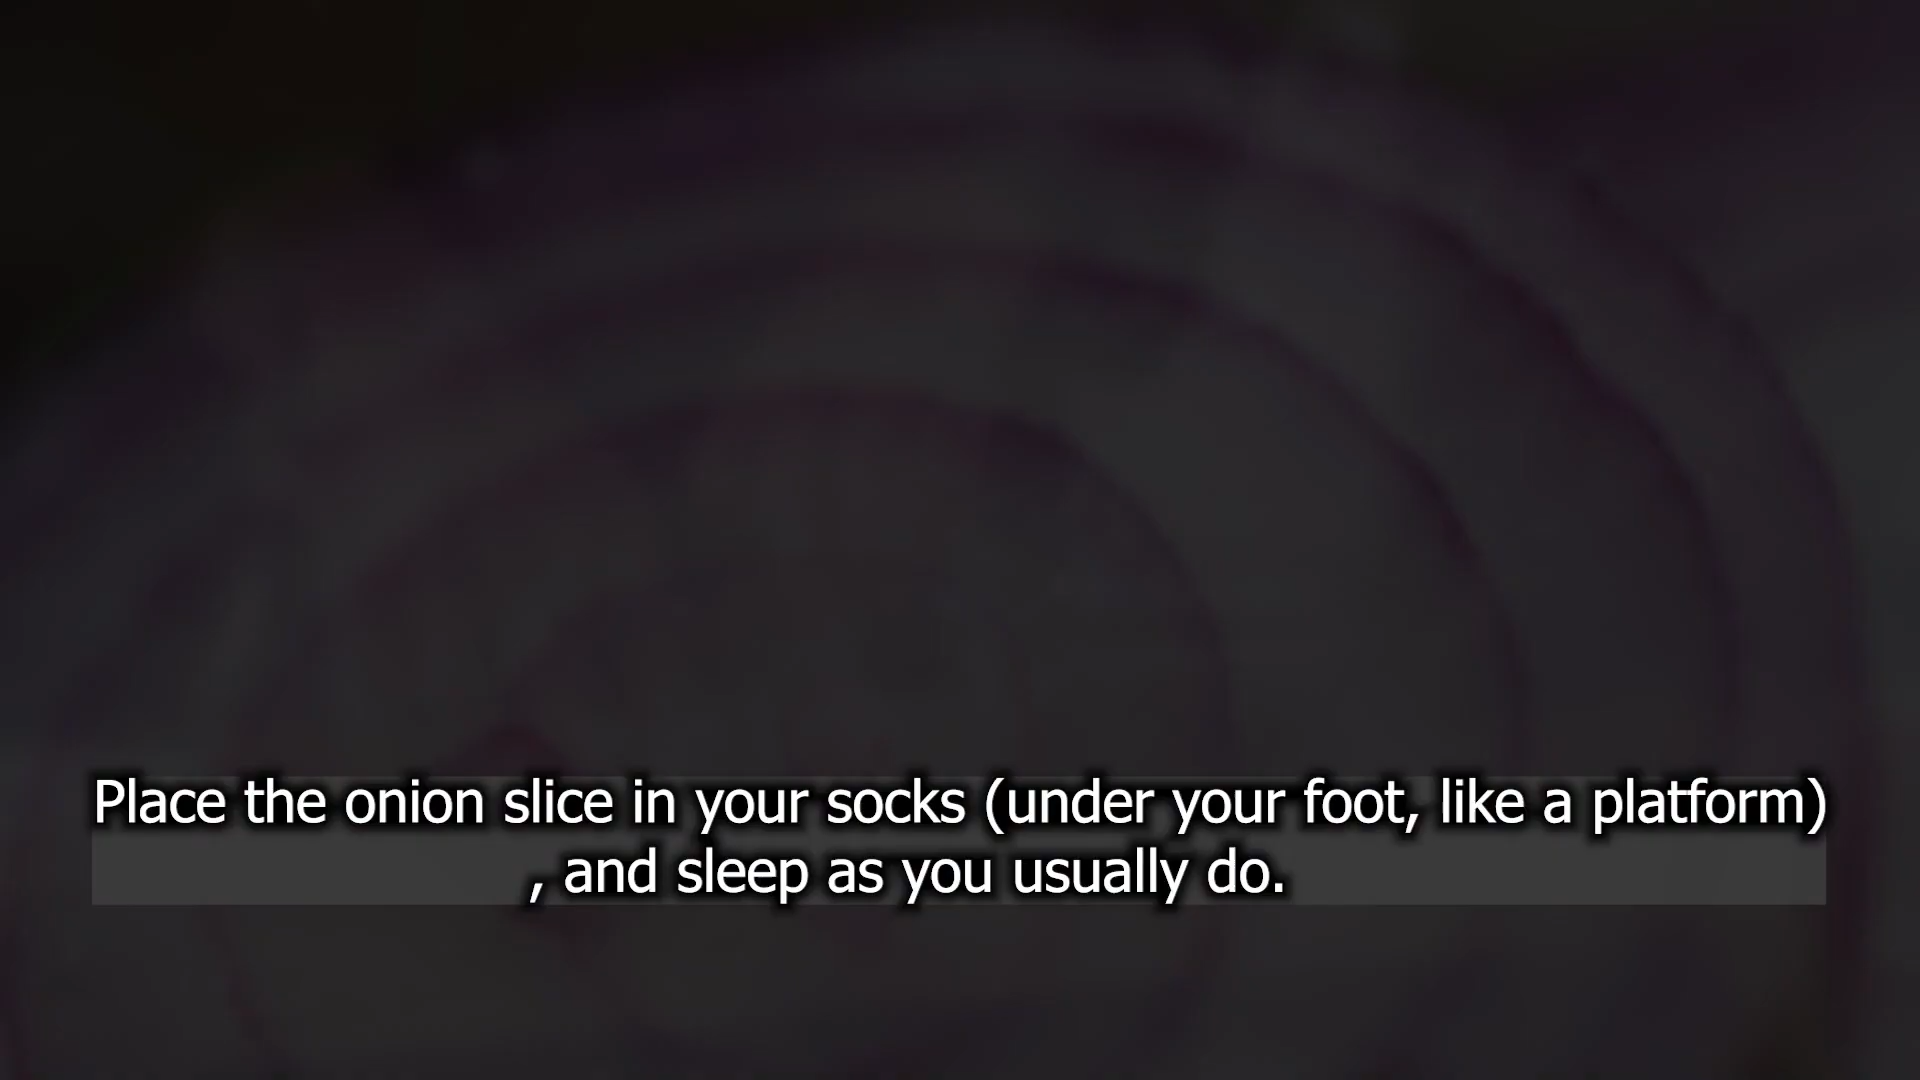 Place the onion slice in your socks (under your foot, like a platform)
, and sleep as you usually do.